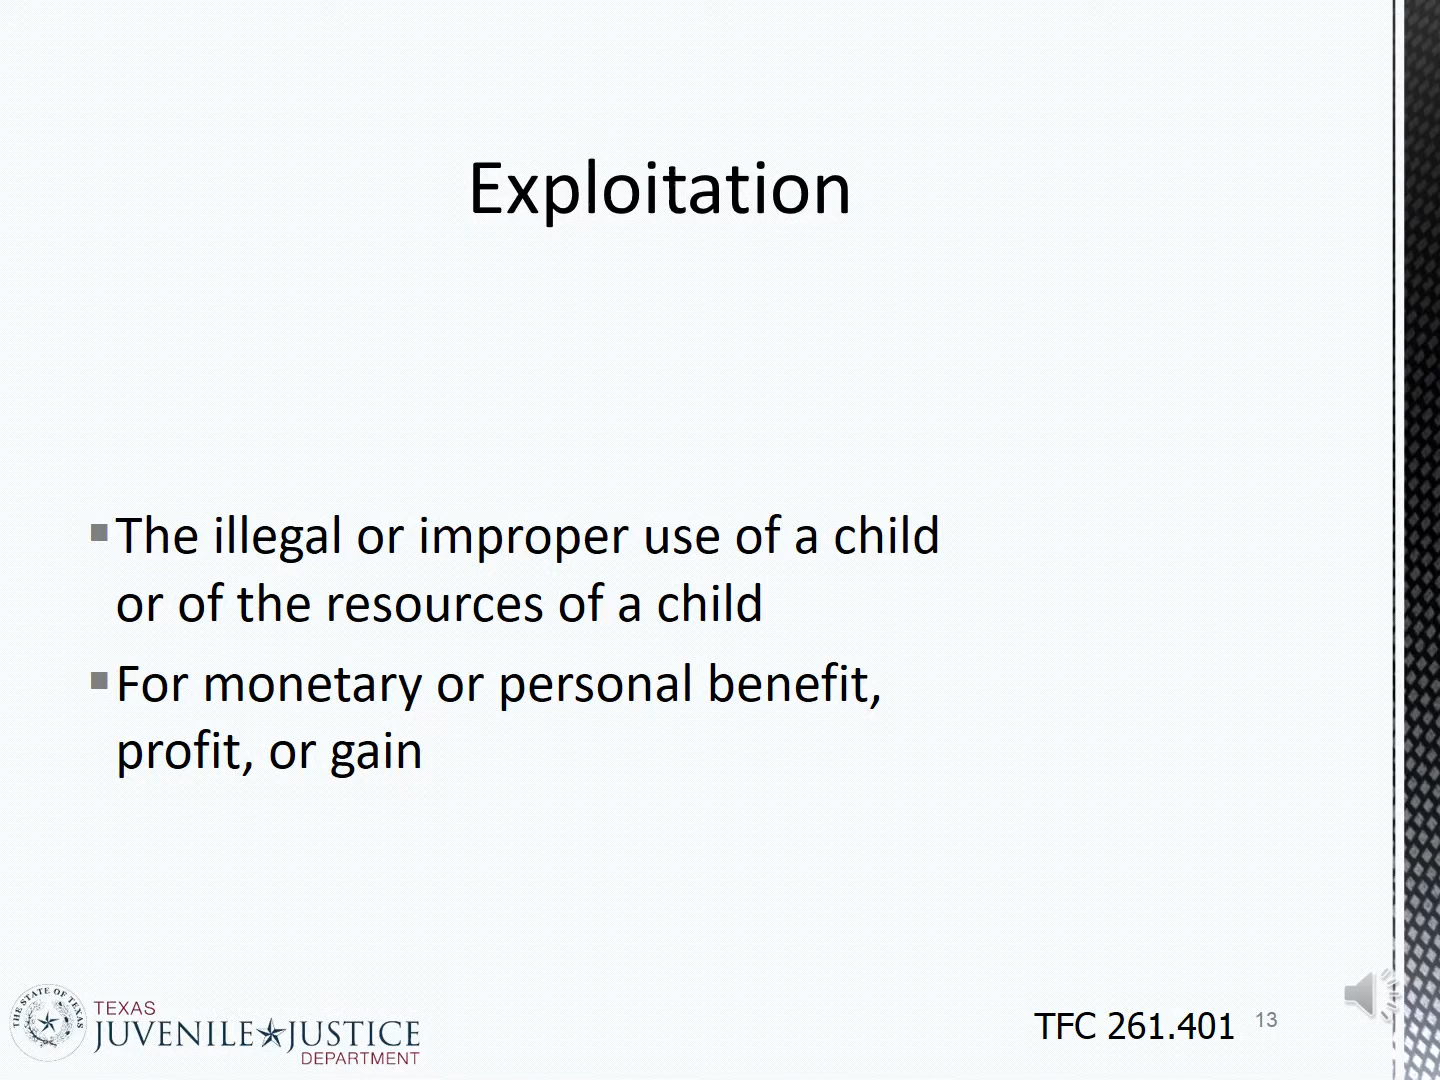 Exploitation
The illegal or improper use of a child
or of the resources of a child
For monetary or personal benefit,
profit, or gain
THE STATE OF TEXAS
TEXAS
JUVENILE JUSTICE
DEPARTMENT
TFC 261.401
13